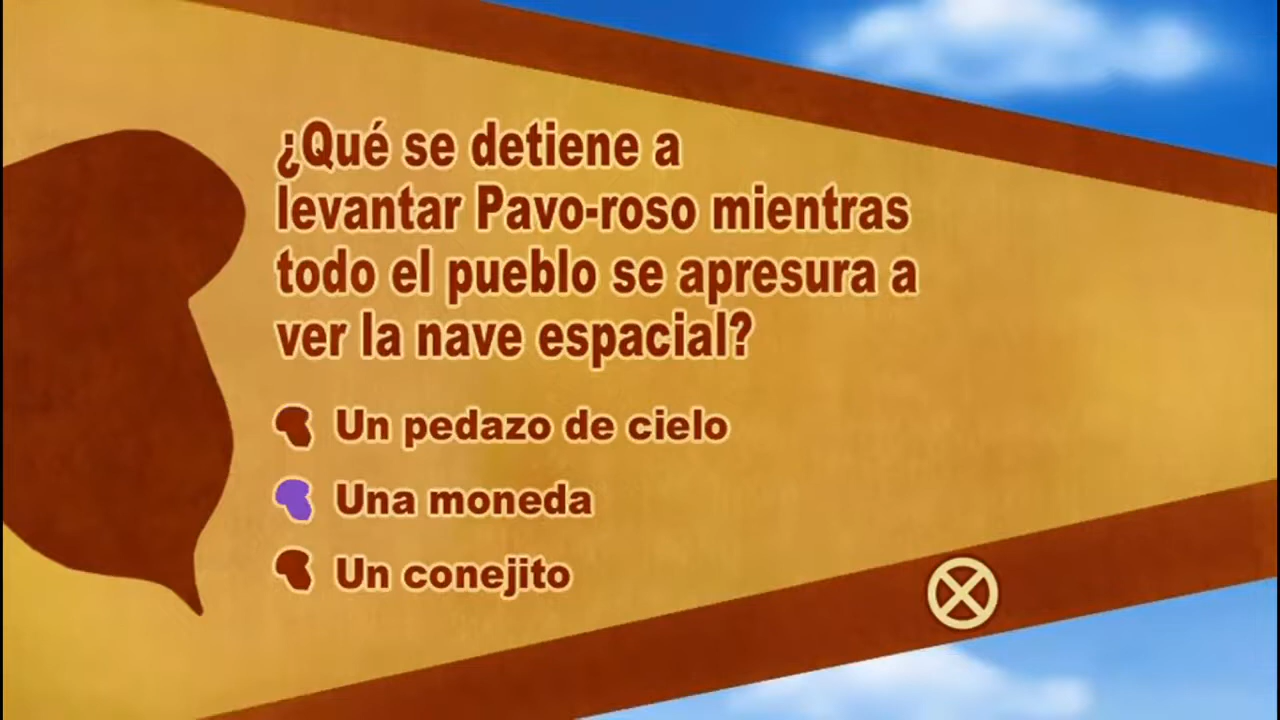 ¿Qué se detiene a
levantar Pavo-roso mientras
todo el pueblo se apresura a
ver la nave espacial?
Un pedazo de cielo
Una moneda
Un conejito